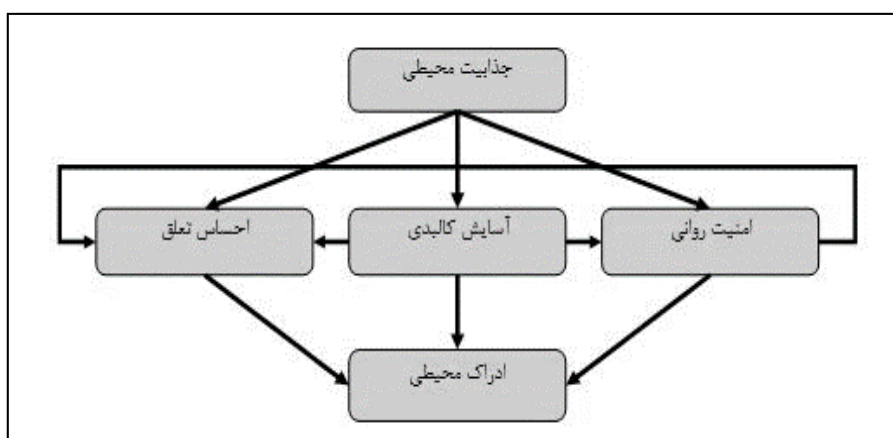 جذابیت محیطی
امنیت روانی
آسایش کالبدی
احساس تعلق
ادراک محیطی